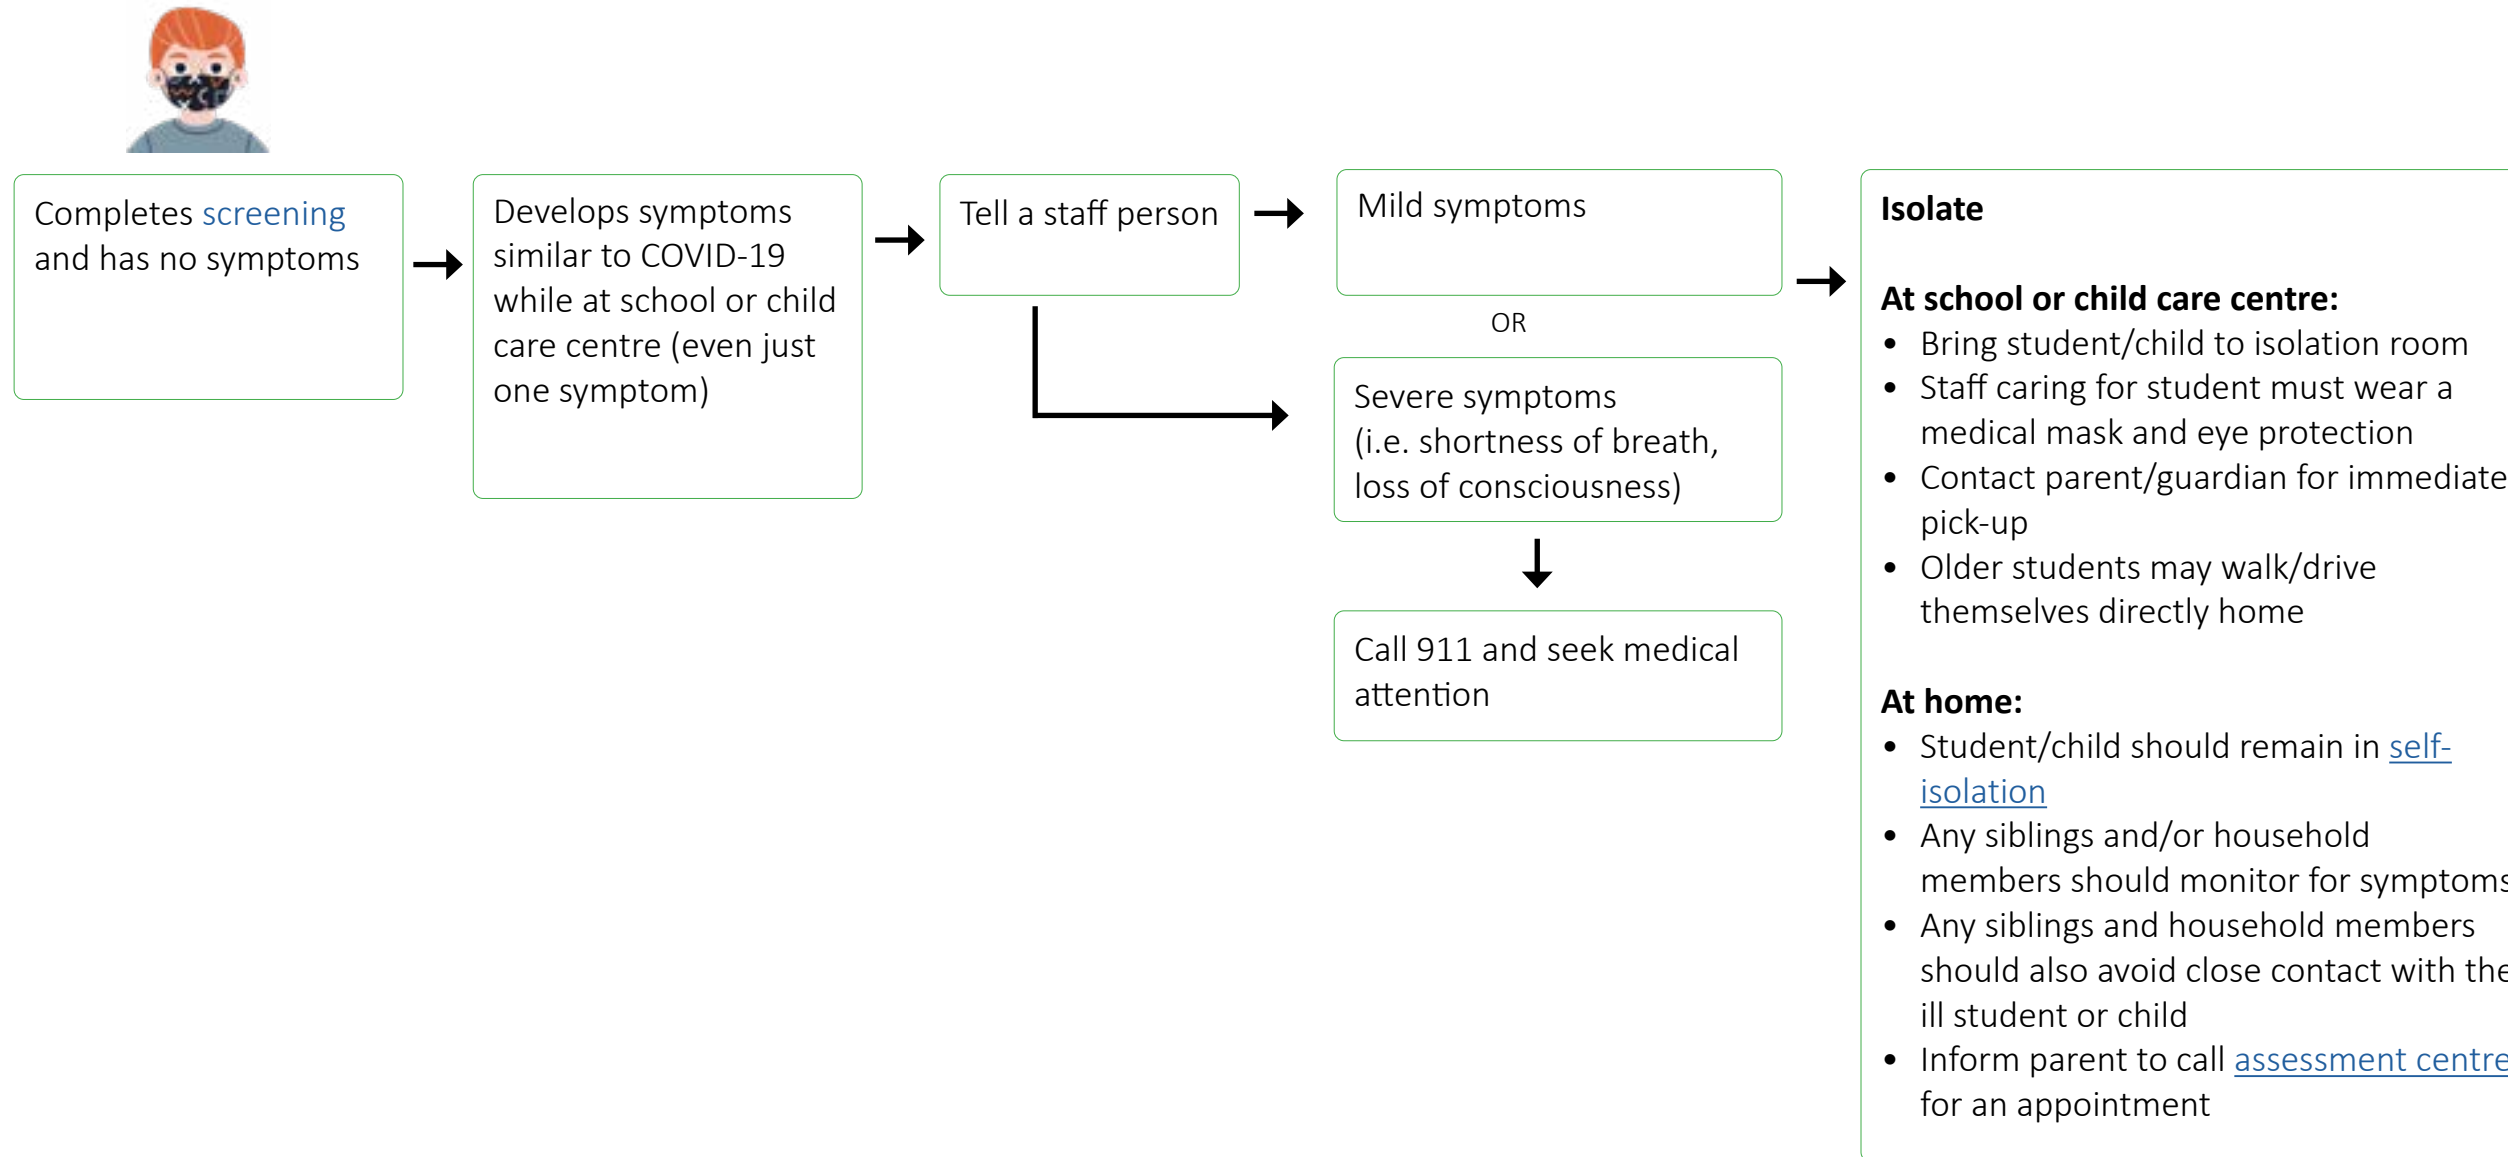 Completes screening
and has no symptoms
Develops symptoms
similar to COVID-19
while at school or child
care centre (even just
one symptom)
Tell a staff person
Mild symptoms
OR
Severe symptoms
(i.e. shortness of breath,
loss of consciousness)
Call 911 and seek medical
attention
Isolate
At school or child care centre:
• Bring student/child to isolation room
• Staff caring for student must wear a
medical mask and eye protection
• Contact parent/guardian for immediate
pick-up
• Older students may walk/drive
themselves directly home
At home:
• Student/child should remain in self-
isolation
• Any siblings and/or household
members should monitor for symptoms
• Any siblings and household members
should also avoid close contact with the
ill student or child
• Inform parent to call assessment centre
for an appointment